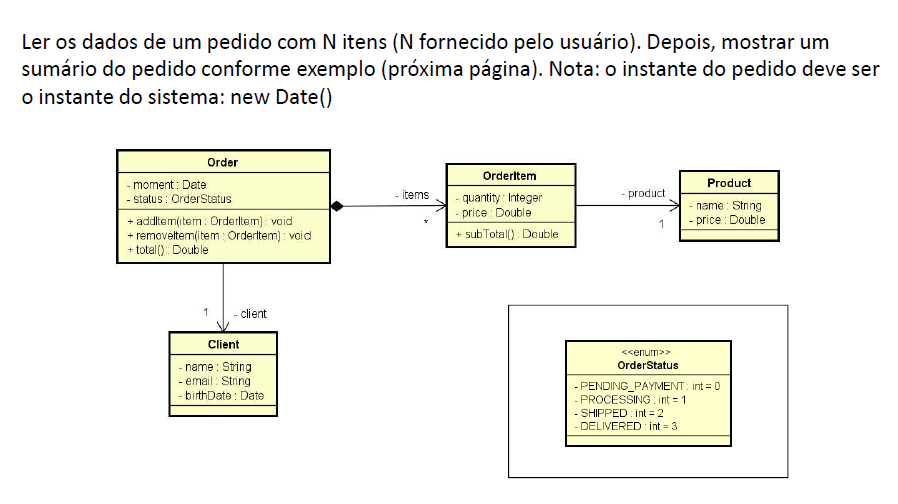 Ler os dados de um pedido com N itens (N fornecido pelo usuário). Depois, mostrar um
sumário do pedido conforme exemplo (próxima página). Nota: o instante do pedido deve ser
o instante do sistema: new Date()
Order
- moment : Date
- status : OrderStatus
+ addItem(item : OrderItem) : void
+ removeItem(item : OrderItem) : void
+ total() : Double
- items
*
OrderItem
- quantity : Integer
- price : Double
+ subTotal() : Double
- product
1
Product
- name : String
- price : Double
1
- client
Client
- name : String
- email : String
- birthDate : Date
<<enum>>
OrderStatus
- PENDING_PAYMENT : int = 0
- PROCESSING : int = 1
- SHIPPED : int = 2
- DELIVERED : int = 3